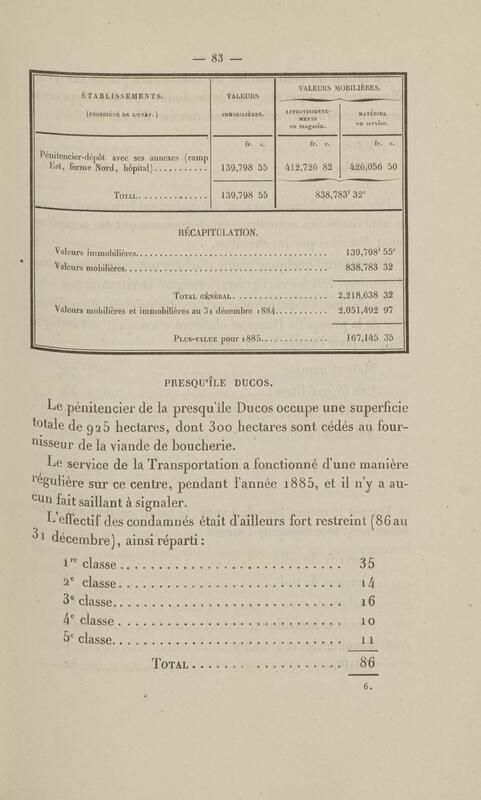 — 83 —
ÉTABLISSEMENTS.
(PROPRIÉTÉ DE L'ÉTAT.)
VALEURS
IMMOBILIÈRES.
VALEURS MOBILIÈRES.
APPROVISIONNE-
MENTS
en magasin.
MATÉRIEL
en service.
fr. c. fr. c. fr. c.
Pénitencier-dépôt avec ses annexes (camp
Est, ferme Nord, hôpital)........... 139,798 55 412,726 82 426,056 50
TOTAL.............. 139,798 55 838,783f 32c
RÉCAPITULATION.
Valeurs immobilières................................ 139,798f 55c
Valeurs mobilières................................ 838,783 32
TOTAL GÉNÉRAL................ 2,218,638 32
Valeurs mobilières et immobilières au 31 décembre 1884........... 2,051,492 97
PLUS-VALUE pour 1885............... 167,145 35
PRESQU'ÎLE DUCOS.
Le pénitencier de la presqu'île Ducos occupe une superficie
totale de 925 hectares, dont 300 hectares sont cédés au four-
nisseur de la viande de boucherie.
Le service de la Transportation a fonctionné d'une manière
régulière sur ce centre, pendant l'année 1885, et il n'y a au-
cun fait saillant à signaler.
L'effectif des condamnés était d'ailleurs fort restreint (86 au
31 décembre), ainsi réparti :
1re classe................................ 35
2e classe................................ 14
3e classe................................ 16
4e classe................................ 10
5e classe................................ 11
TOTAL...................... 86
6.